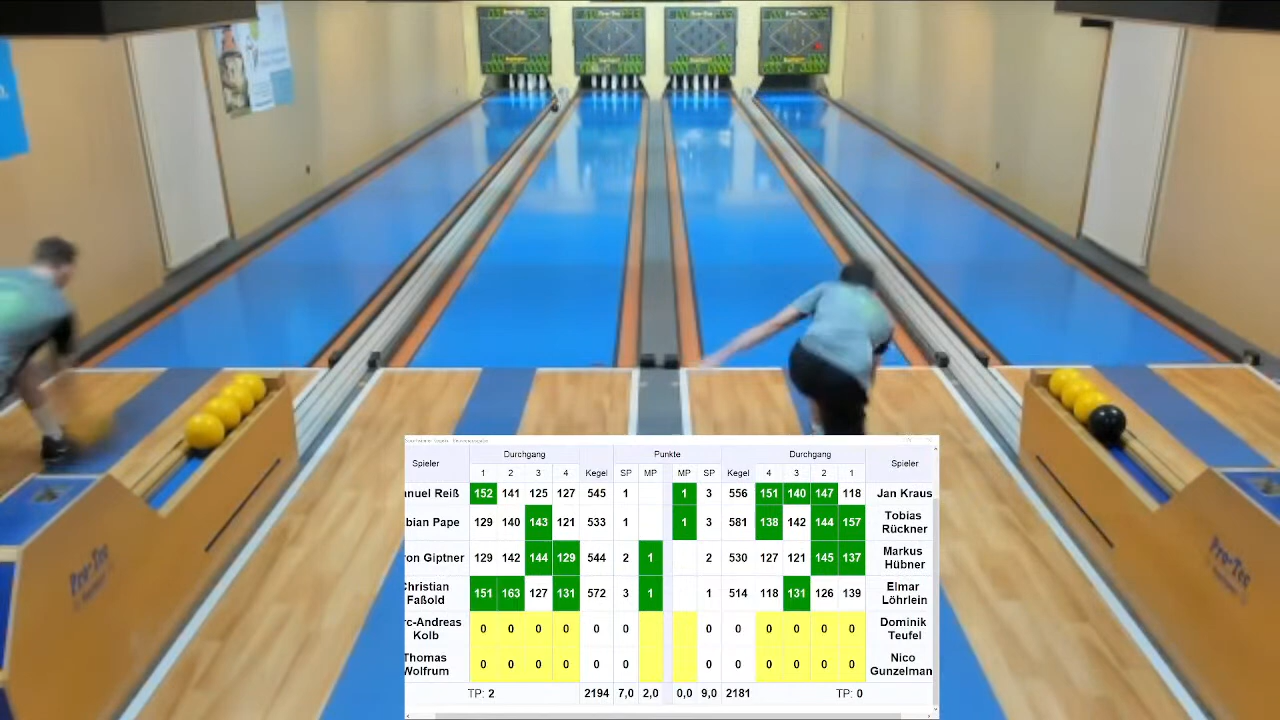 Durchgang Punkte Durchgang
Spieler 1 2 3 4 Kegel SP MP MP SP Kegel 4 3 2 1 Spieler
nuel Reiß 152 141 125 127 545 1 1 3 556 151 140 147 118 Jan Kraus
bian Pape 129 140 143 121 533 1 1 3 581 138 142 144 157 Tobias Rückner
on Giptner 129 142 144 129 544 2 1 2 530 127 121 145 137 Markus Hübner
Christian Faßold 151 163 127 131 572 3 1 1 514 118 131 126 139 Elmar Löhrlein
rc-Andreas Kolb 0 0 0 0 0 0 0 0 0 0 0 0 Dominik Teufel
Thomas Wolfrum 0 0 0 0 0 0 0 0 0 0 0 0 Nico Gunzelman
TP: 2 2194 7,0 2,0 0,0 9,0 2181 TP: 0
Pro-Tec
Pro-Tec